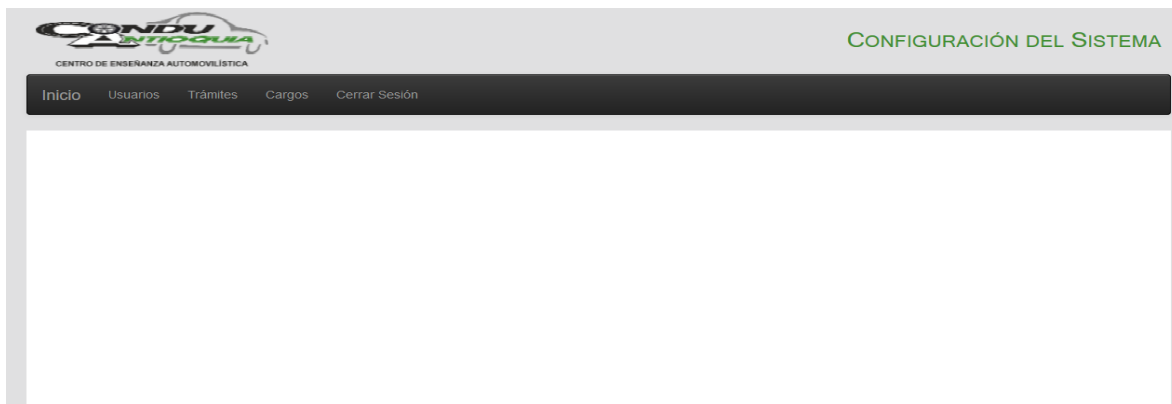 CONDU
ANTIOQUIA
CENTRO DE ENSEÑANZA AUTOMOVILÍSTICA
CONFIGURACIÓN DEL SISTEMA
Inicio Usuarios Trámites Cargos Cerrar Sesión